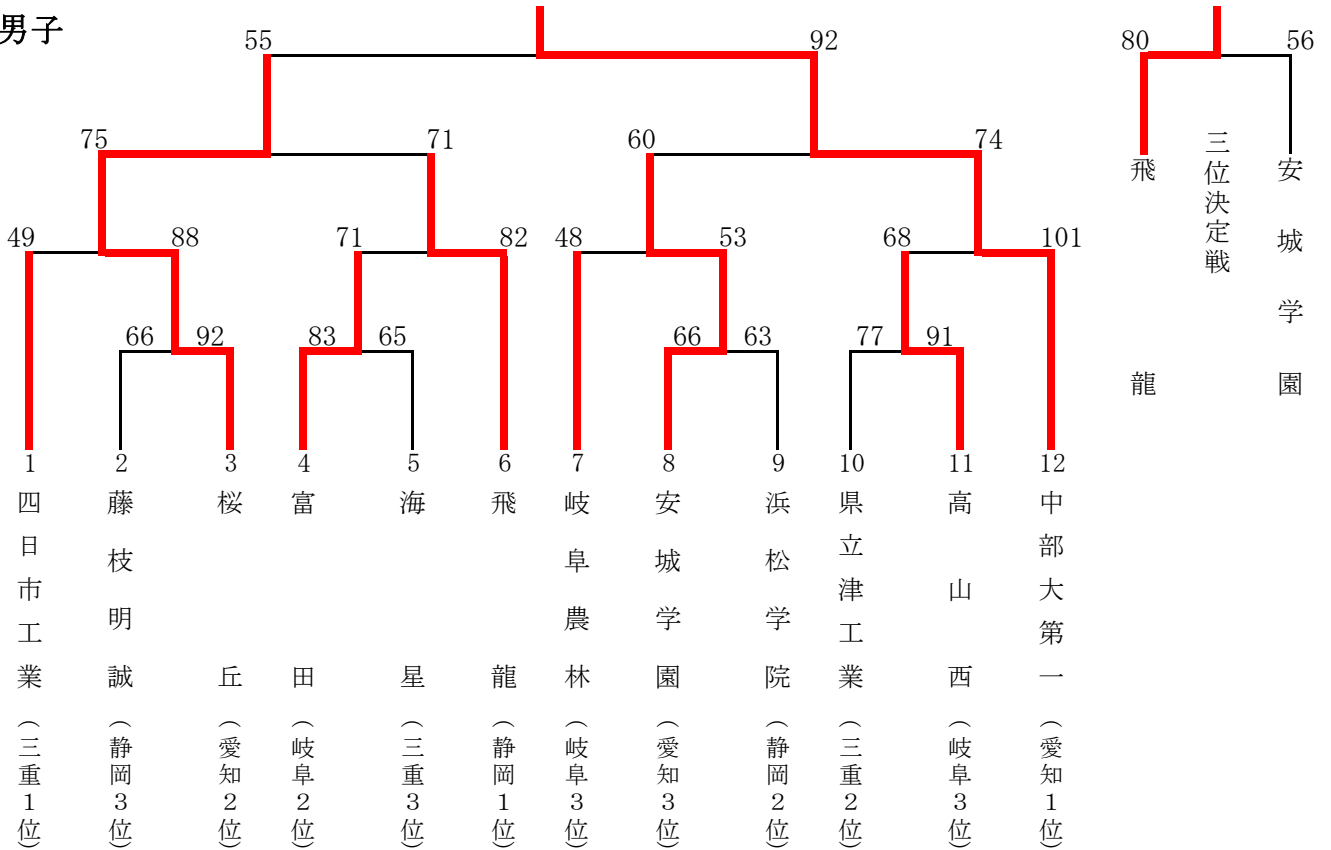 男子
55
92
80
56
75
71
60
74
49
88
71
82
48
53
68
101
66
92
83
65
66
63
77
91
三位決定戦
飛龍
安城学園
1
2
3
4
5
6
7
8
9
10
11
12
四日市工業(三重1位)
藤枝明誠(静岡3位)
桜丘(愛知2位)
富田(岐阜2位)
海星(三重3位)
飛龍(静岡1位)
岐阜農林(岐阜3位)
安城学園(愛知3位)
浜松学院(静岡2位)
県立津工業(三重2位)
高山西(岐阜3位)
中部大第一(愛知1位)